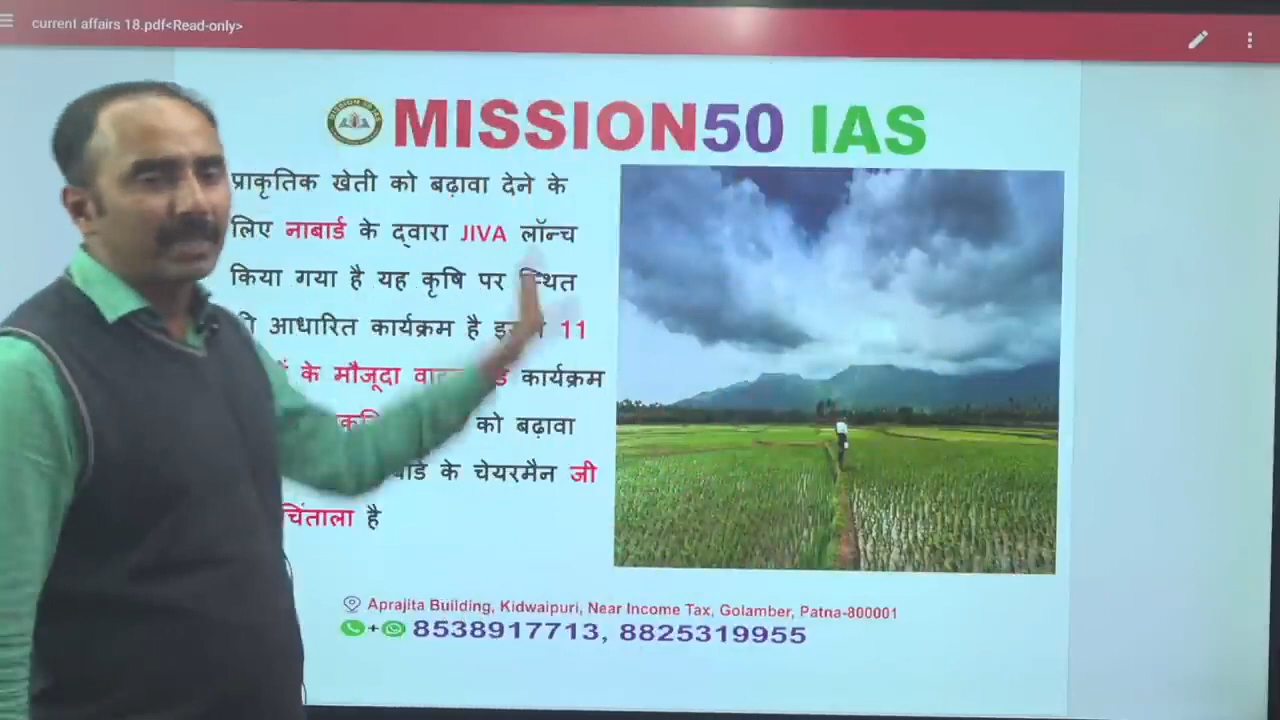 current affairs 18.pdf<Read-only>
MISSION50 IAS
प्राकृतिक खेती को बढ़ावा देने के
लिए नाबार्ड के द्वारा JIVA लॉन्च
किया गया है यह कृषि पर स्थित
आधारित कार्यक्रम है 11
के मौजूदा कार्यक्रम
को बढ़ावा
के चेयरमैन जी
चिंताला है
Aprajita Building, Kidwaipuri, Near Income Tax, Golamber, Patna-800001
8538917713, 8825319955